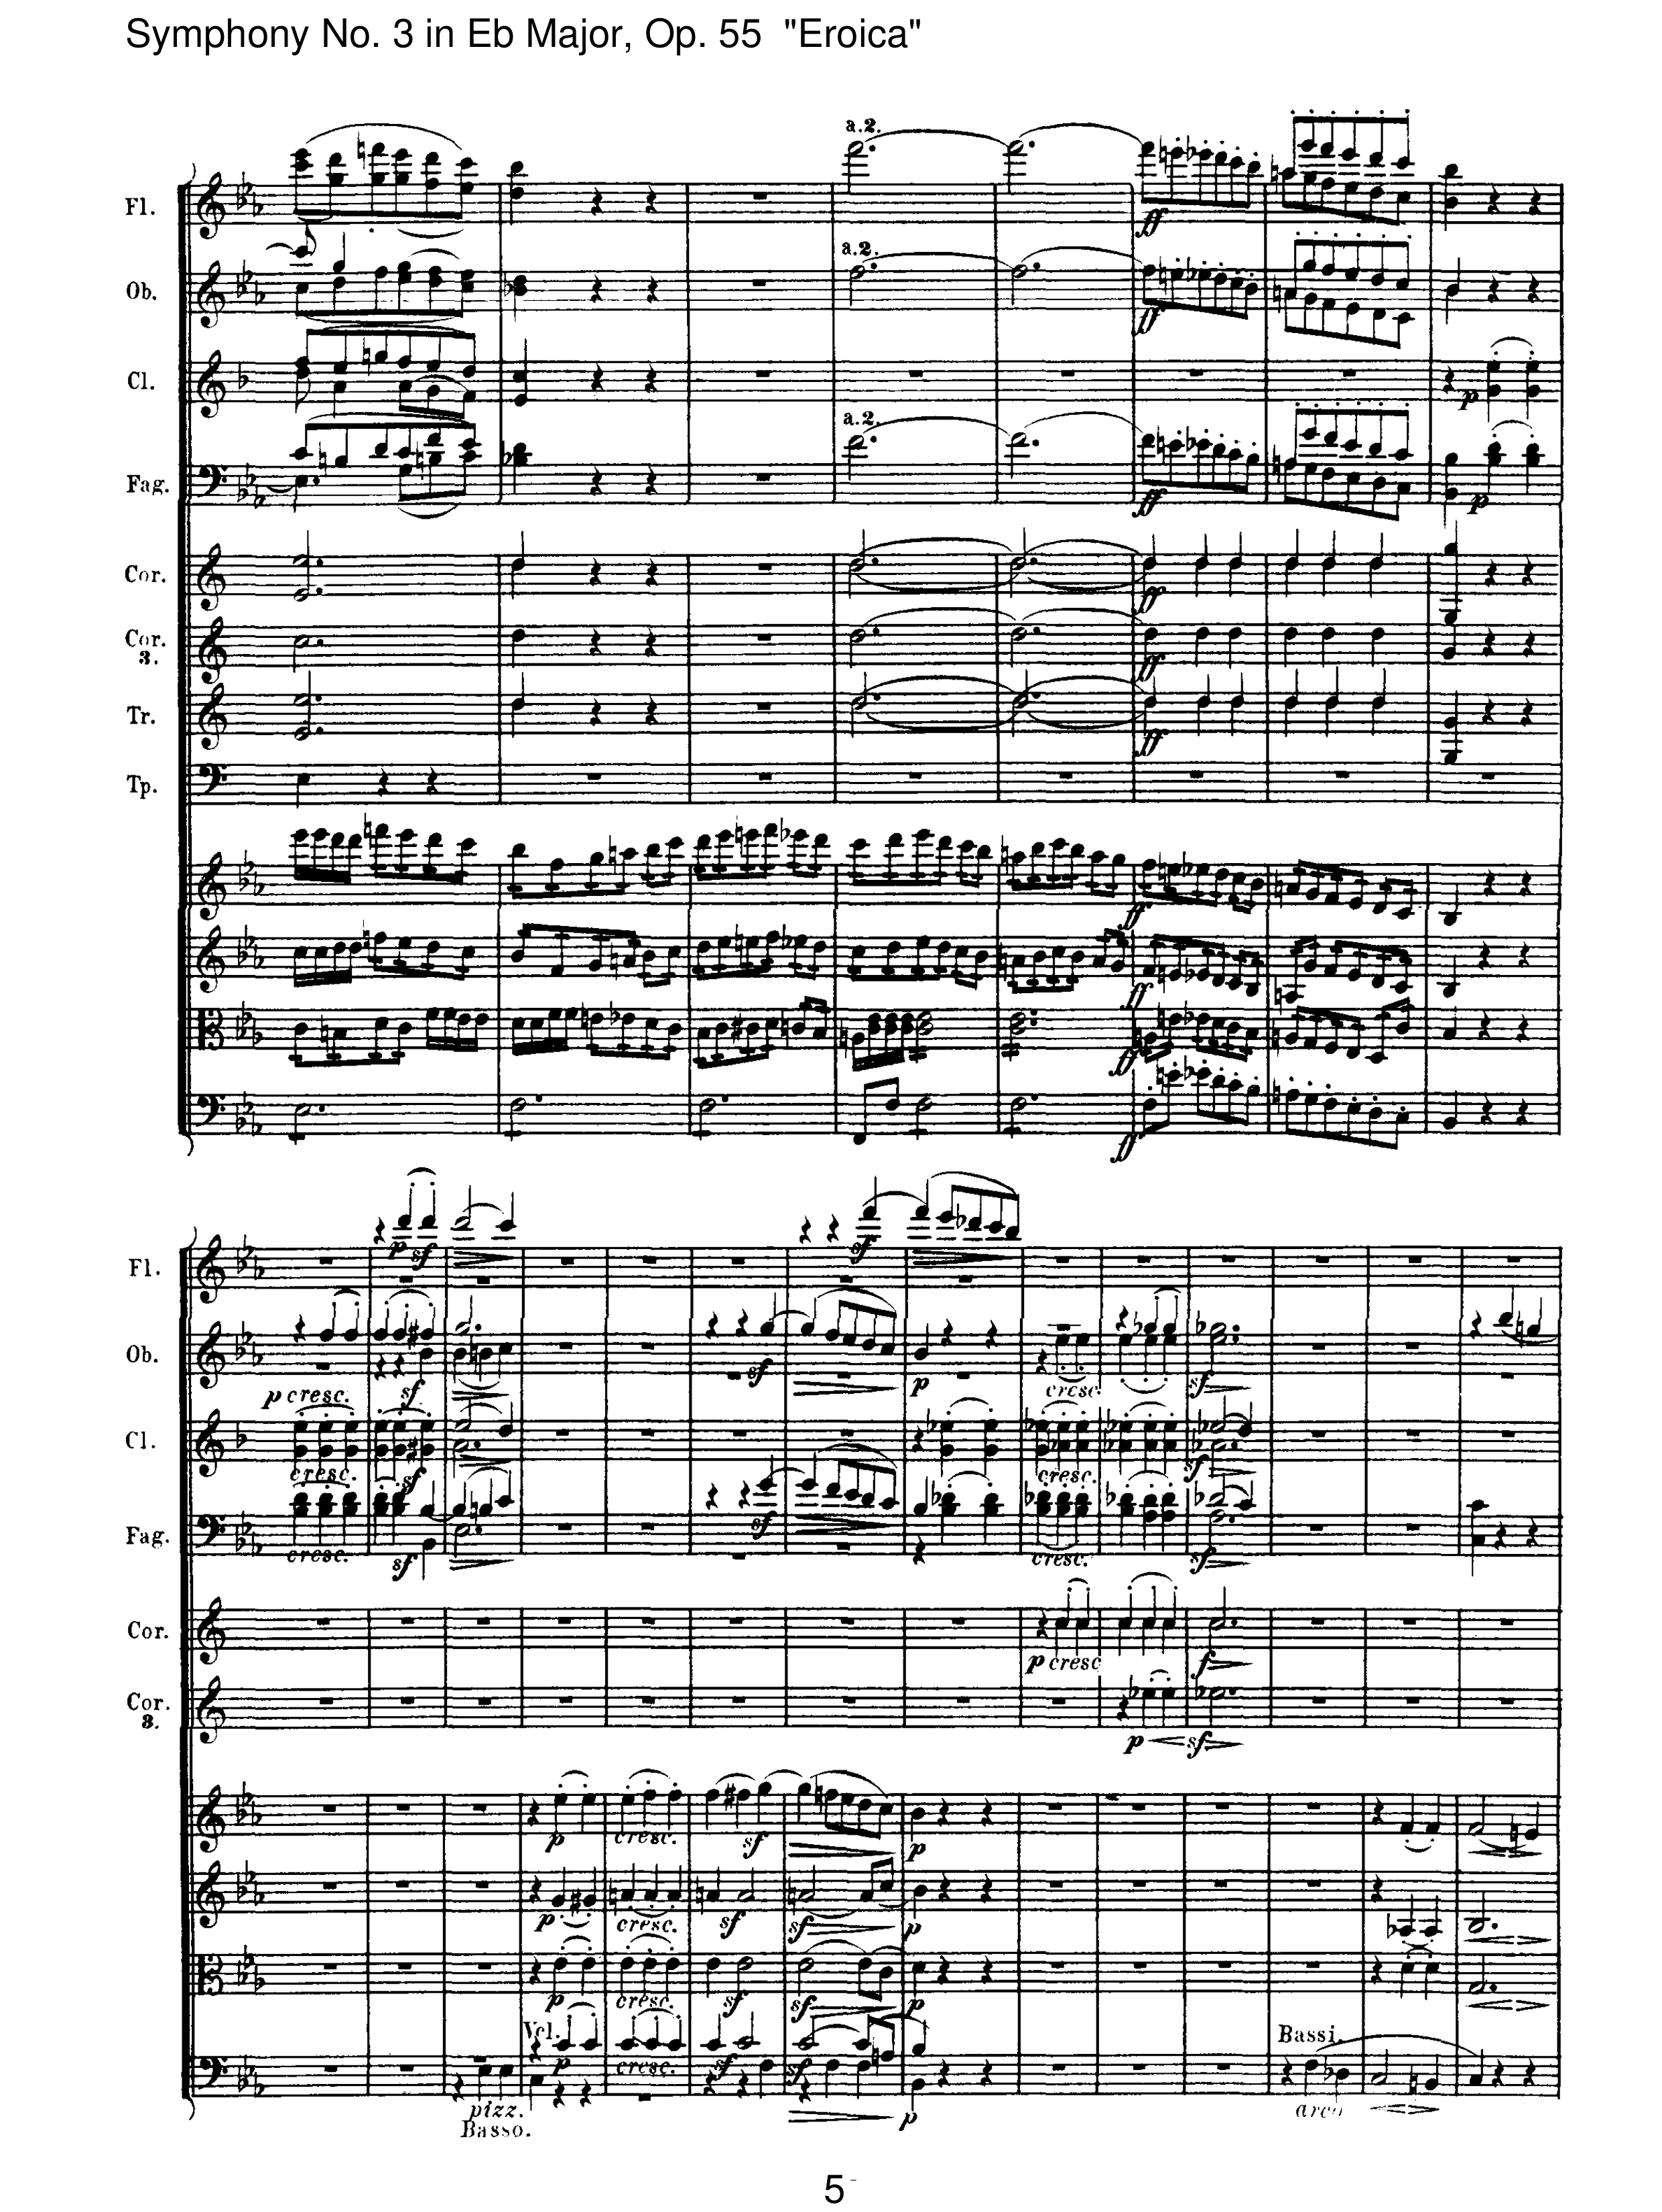 Symphony No. 3 in Eb Major, Op. 55 "Eroica"
a.2.
Fl.
ff
a.2.
Ob.
ff
Cl.
p
a.2.
Fag.
ff
p
Cor.
ff
Cor.
3.
ff
Tr.
ff
Tp.
ff
ff
ff
ff
Fl.
p sf
sf
Ob.
p cresc.
sf
sf
p
cresc.
sf
Cl.
cresc.
sf
cresc.
sf
Fag.
cresc.
sf
sf
cresc.
sf
Cor.
p cresc
f
Cor.
3.
p
sf
p
cresc.
sf
p
p
cresc.
sf
sf
p
p
cresc.
sf
sf
p
Vcl.
p
cresc.
sf
sf
Bassi.
pizz.
Basso.
p
arco
5